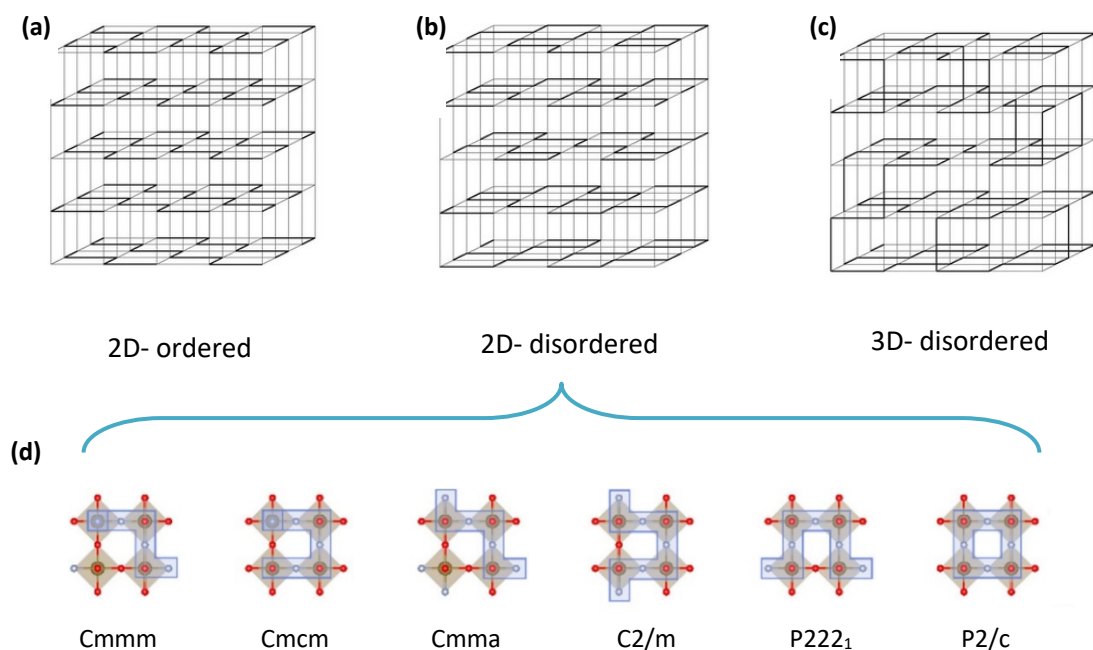 (a)
(b)
(c)
2D- ordered
2D- disordered
3D- disordered
(d)
Cmmm
Cmcm
Cmma
C2/m
P222₁
P2/c